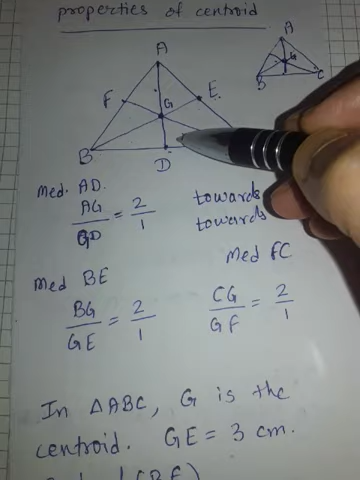 properties of centroid
A
B
C
G
A
F
E
G
B
D
Med. AD.
AG/GD = 2/1
towards
towards
Med BE
BG/GE = 2/1
Med FC
CG/GF = 2/1
In △ABC, G is the
centroid. GE = 3 cm.